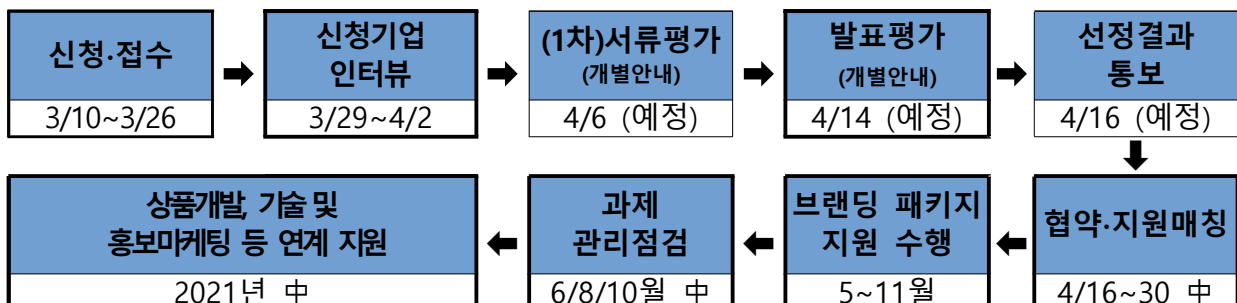 신청·접수
3/10~3/26
신청기업
인터뷰
3/29~4/2
(1차)서류평가
(개별안내)
4/6 (예정)
발표평가
(개별안내)
4/14 (예정)
선정결과
통보
4/16 (예정)
협약·지원매칭
4/16~30 中
브랜딩 패키지
지원 수행
5~11월
과제
관리점검
6/8/10월 中
상품개발, 기술 및
홍보마케팅 등 연계 지원
2021년 中